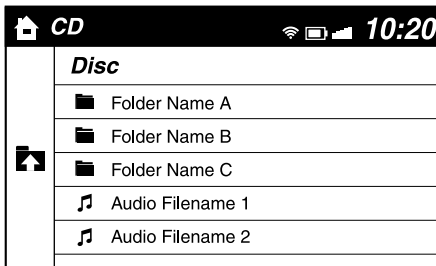 CD 10:20
Disc
Folder Name A
Folder Name B
Folder Name C
Audio Filename 1
Audio Filename 2